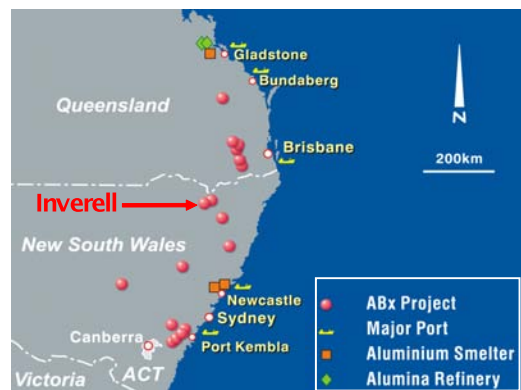 Gladstone
Bundaberg
Queensland
N
Brisbane
200km
Inverell
New South Wales
Newcastle
Sydney
Canberra
Port Kembla
ACT
Victoria
ABx Project
Major Port
Aluminium Smelter
Alumina Refinery